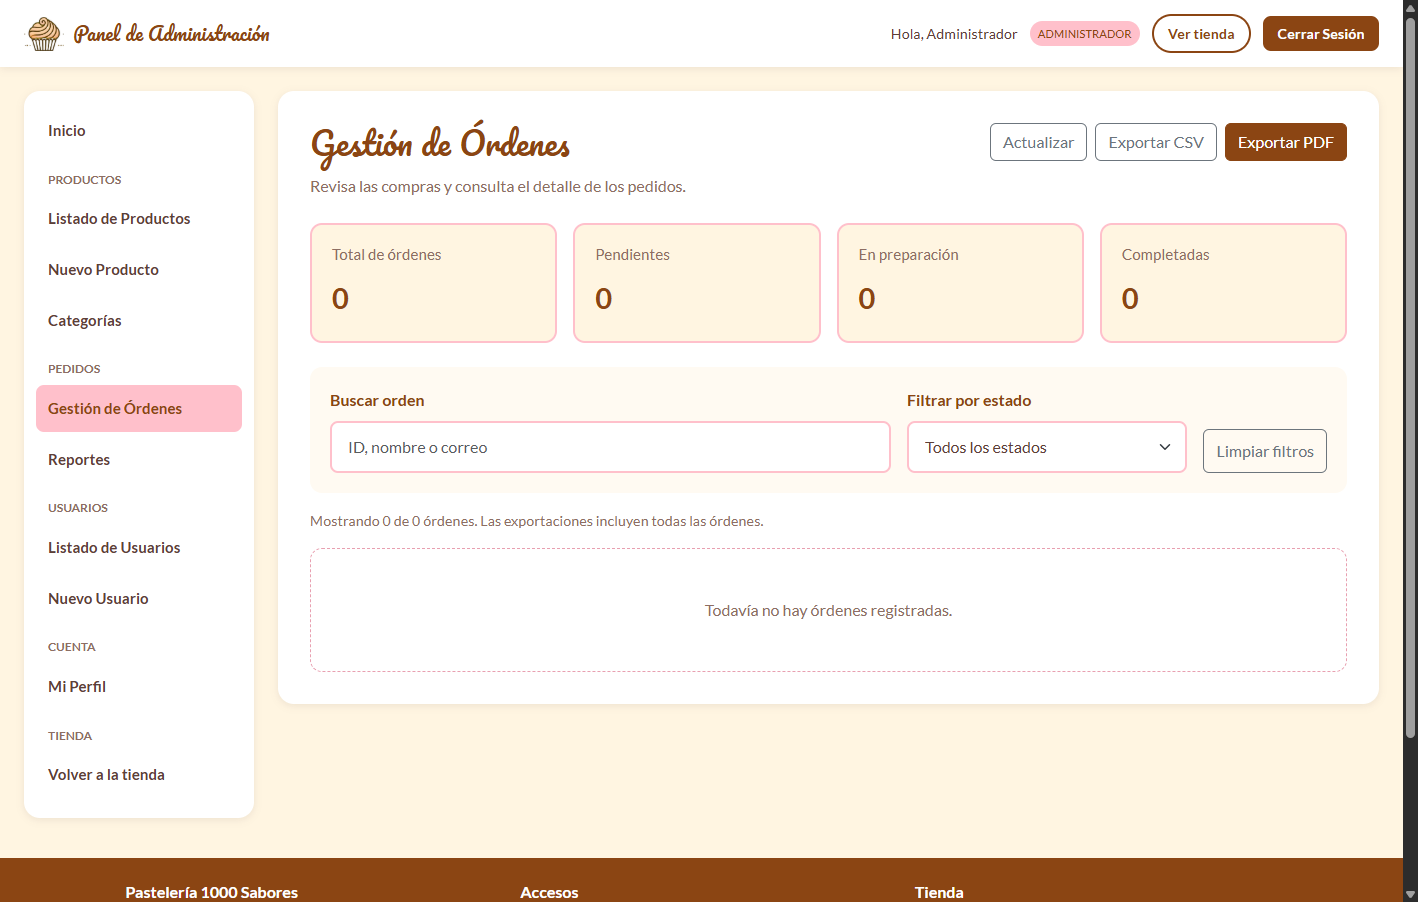 Panel de Administración
Hola, Administrador
ADMINISTRADOR
Ver tienda
Cerrar Sesión
Inicio
PRODUCTOS
Listado de Productos
Nuevo Producto
Categorías
PEDIDOS
Gestión de Órdenes
Reportes
USUARIOS
Listado de Usuarios
Nuevo Usuario
CUENTA
Mi Perfil
TIENDA
Volver a la tienda
Gestión de Órdenes
Actualizar
Exportar CSV
Exportar PDF
Revisa las compras y consulta el detalle de los pedidos.
Total de órdenes
0
Pendientes
0
En preparación
0
Completadas
0
Buscar orden
ID, nombre o correo
Filtrar por estado
Todos los estados
Limpiar filtros
Mostrando 0 de 0 órdenes. Las exportaciones incluyen todas las órdenes.
Todavía no hay órdenes registradas.
Pastelería 1000 Sabores
Accesos
Tienda